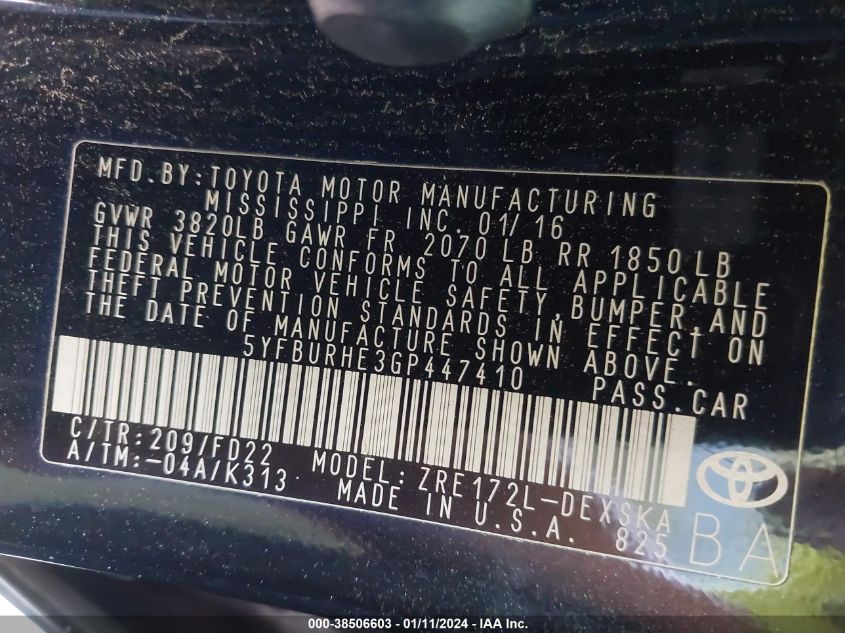 MFD.BY:TOYOTA MOTOR MANUFACTURING
MISSISSIPPI INC. 01/16
GVWR 3820LB GAWR FR 2070 LB RR 1850LB
THIS VEHICLE CONFORMS TO ALL APPLICABLE
FEDERAL MOTOR VEHICLE SAFETY,BUMPER,AND
THEFT PREVENTION STANDARDS IN EFFECT ON
THE DATE OF MANUFACTURE SHOWN ABOVE.
5YFBURHE3GP447410 PASS.CAR
C/TR:209/FD22 MODEL:ZRE172L-DEXSKA
A/TM:-04A/K313 MADE IN U.S.A. 825
BA
000-38506603 / 01/11/2024 - IAA Inc.